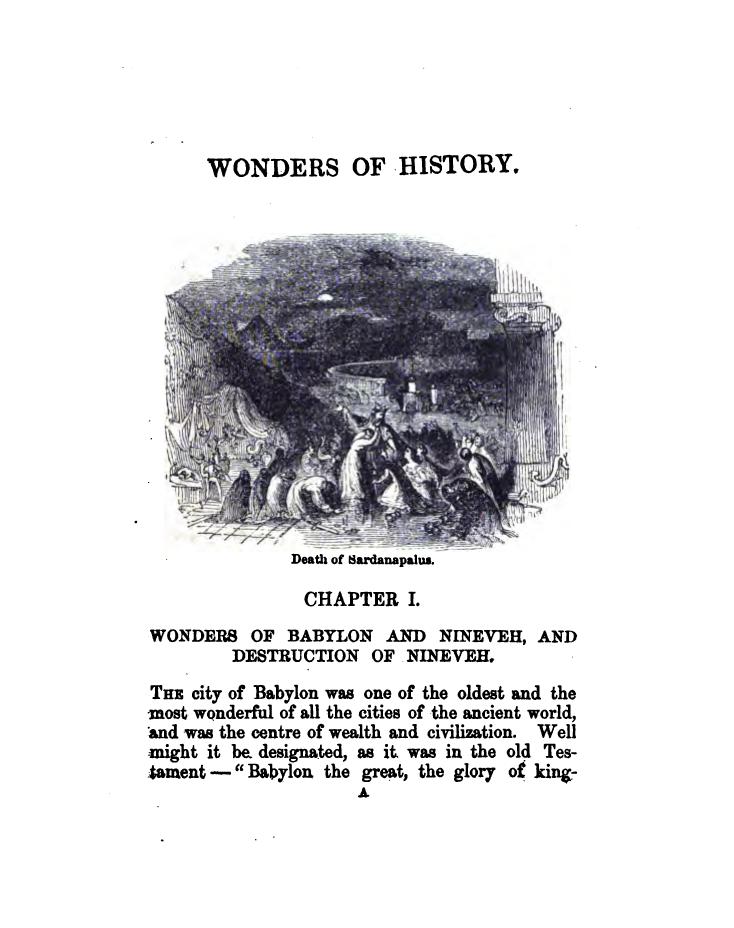 WONDERS OF HISTORY.
Death of Sardanapalus.
CHAPTER I.
WONDERS OF BABYLON AND NINEVEH, AND
DESTRUCTION OF NINEVEH.
THE city of Babylon was one of the oldest and the
most wonderful of all the cities of the ancient world,
and was the centre of wealth and civilization. Well
might it be designated, as it was in the old Tes-
tament — "Babylon the great, the glory of king-
A